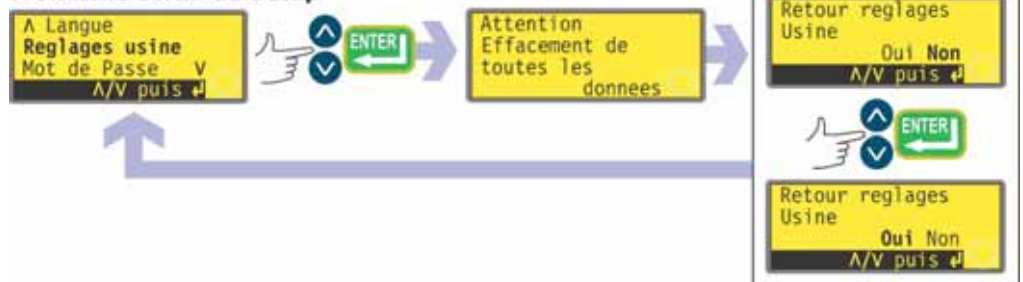 Λ Langue
Reglages usine
Mot de Passe V
Λ/V puis ↲
ENTER
Attention
Effacement de
toutes les
donnees
Retour reglages
Usine
Oui Non
Λ/V puis ↲
ENTER
Retour reglages
Usine
Oui Non
Λ/V puis ↲